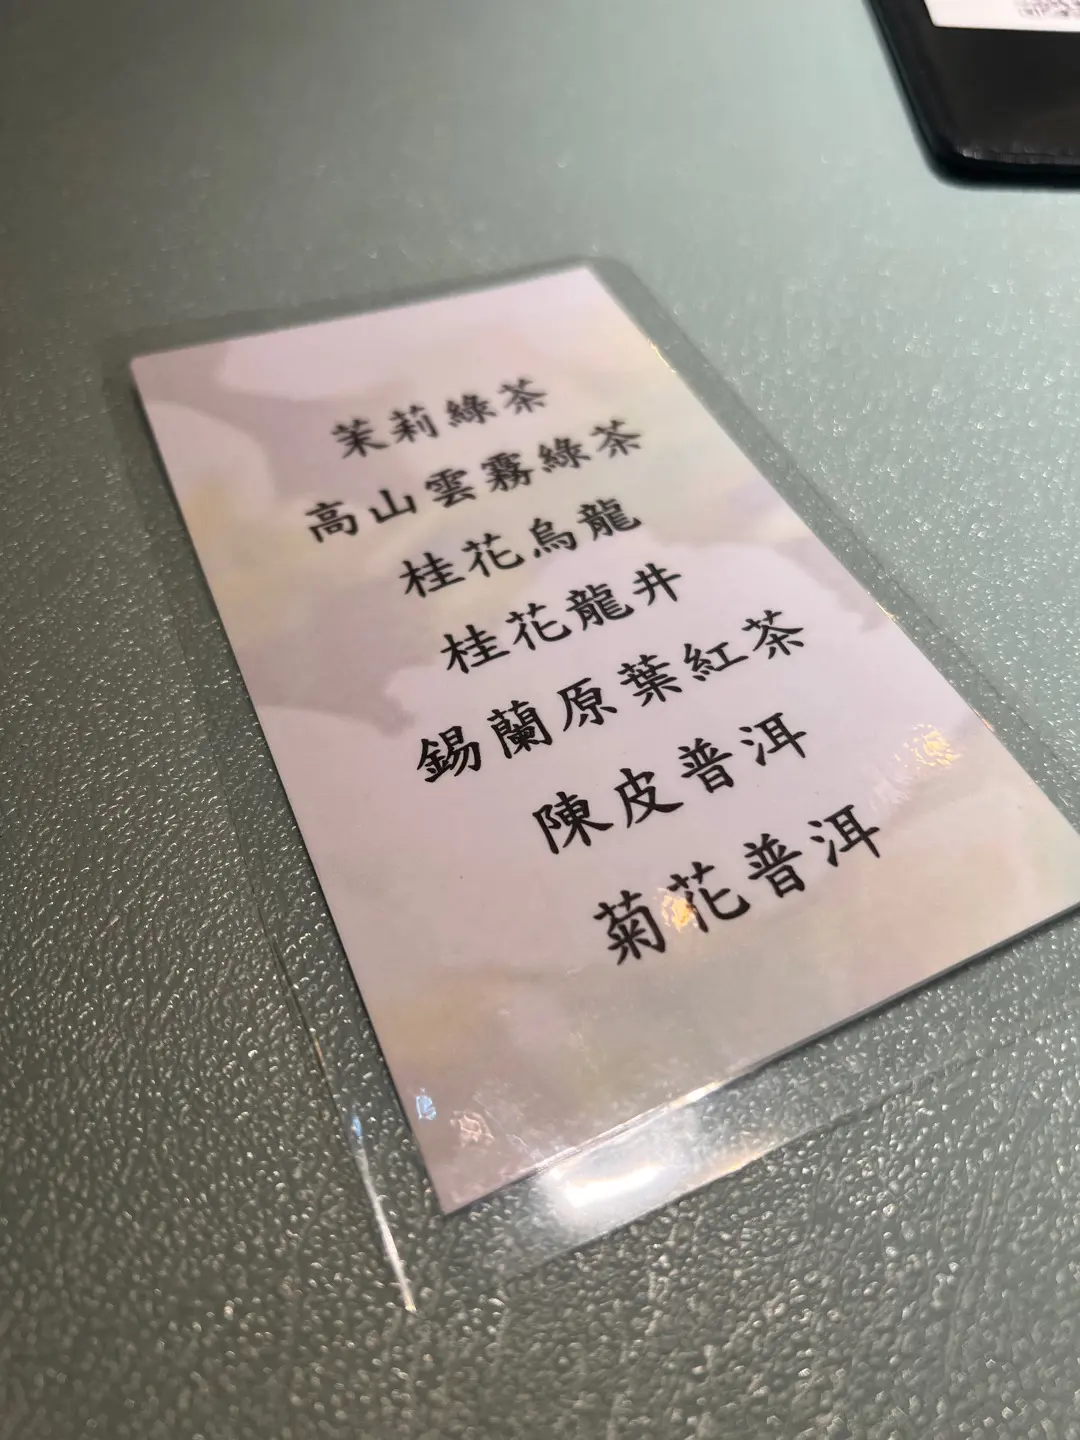 茉莉綠茶
高山雲霧綠茶
桂花烏龍
桂花龍井
錫蘭原葉紅茶
陳皮普洱
菊花普洱